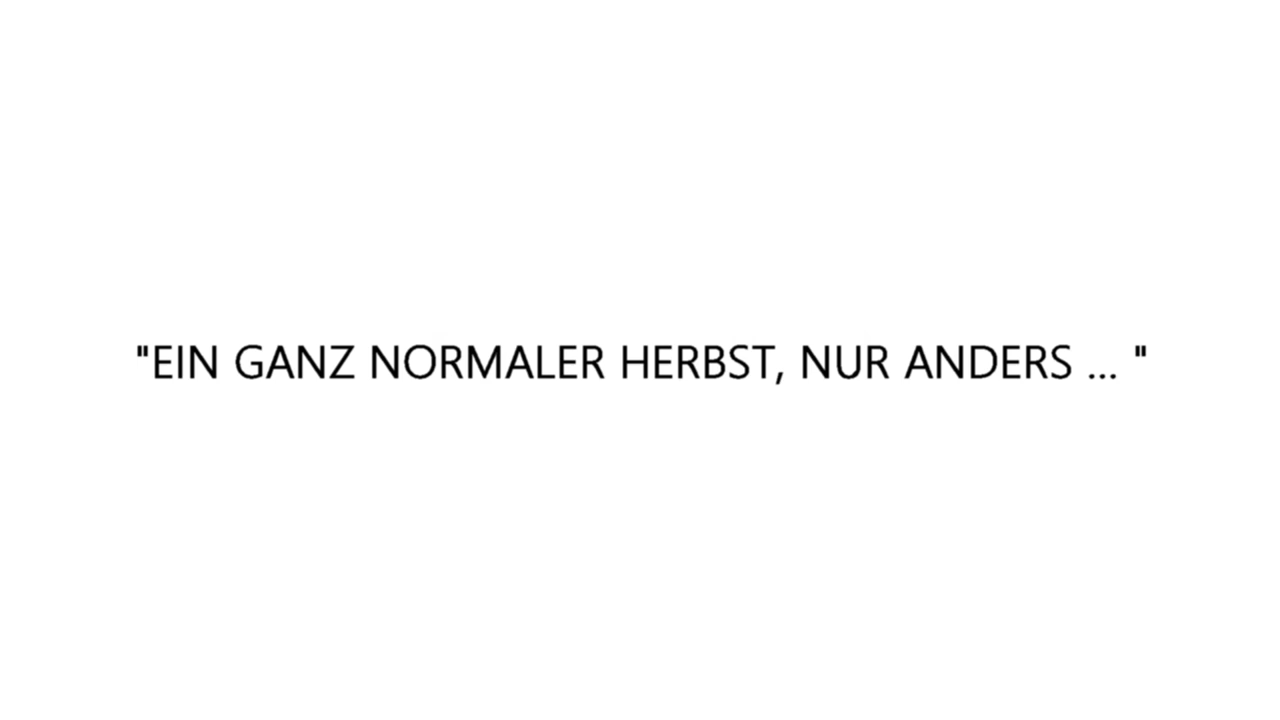 "EIN GANZ NORMALER HERBST, NUR ANDERS ... "